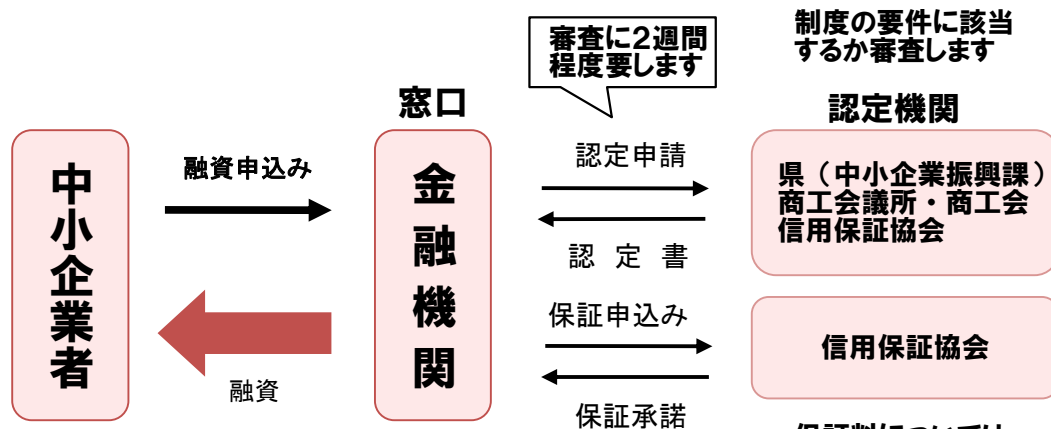 審査に2週間
程度要します
制度の要件に該当
するか審査します
窓口
認定機関
中小企業者
融資申込み
融資
金融機関
認定申請
認 定 書
保証申込み
保証承諾
県（中小企業振興課）
商工会議所・商工会
信用保証協会
信用保証協会